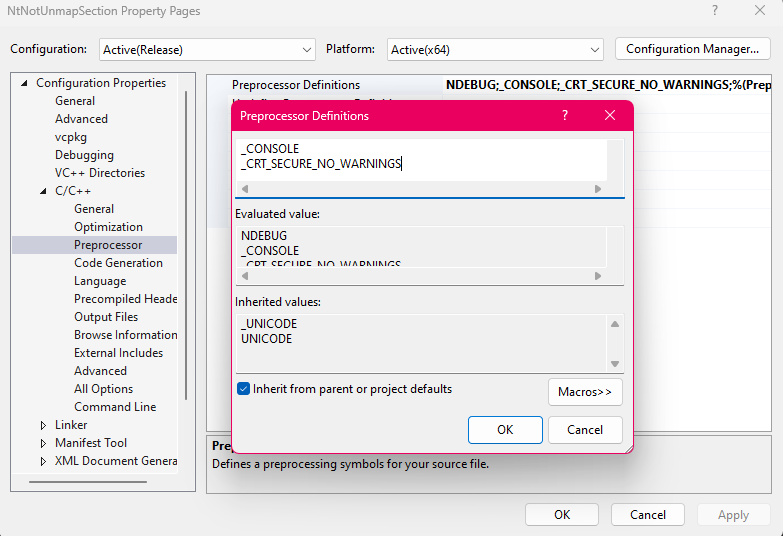 NtNotUnmapSection Property Pages
?
Configuration: Active(Release) Platform: Active(x64) Configuration Manager...
Configuration Properties
General
Advanced
vcpkg
Debugging
VC++ Directories
C/C++
General
Optimization
Preprocessor
Code Generation
Language
Precompiled Heade
Output Files
Browse Information
External Includes
Advanced
All Options
Command Line
Linker
Manifest Tool
XML Document Genera
Preprocessor Definitions NDEBUG;_CONSOLE;_CRT_SECURE_NO_WARNINGS;%(Prep
Preprocessor Definitions ?
_CONSOLE
_CRT_SECURE_NO_WARNINGS
Evaluated value:
NDEBUG
_CONSOLE
_CRT_SECURE_NO_WARNINGS
Inherited values:
_UNICODE
UNICODE
Inherit from parent or project defaults
Macros>>
OK Cancel
Pre
Defines a preprocessing symbols for your source file.
OK Cancel Apply